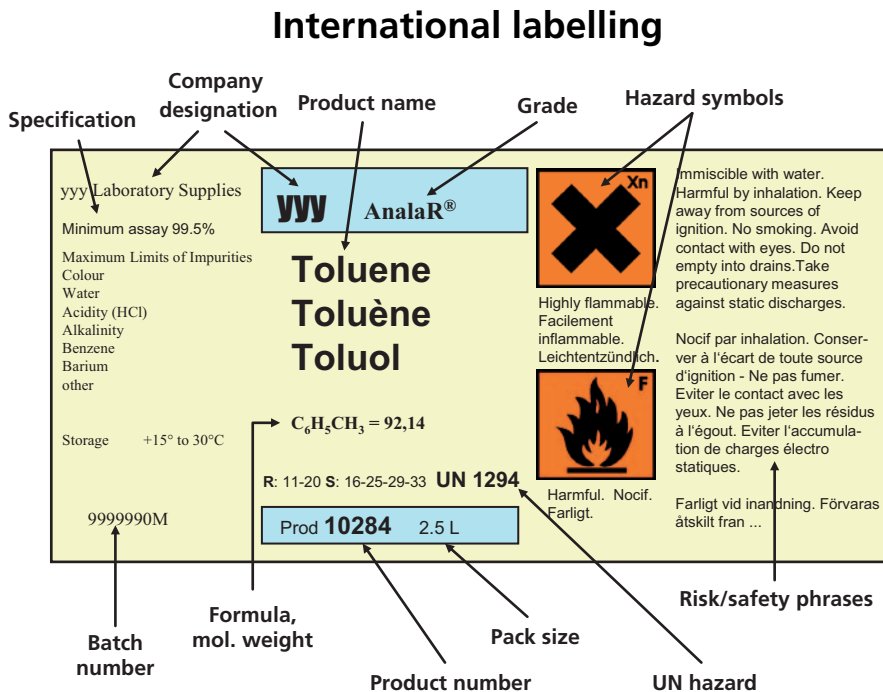 International labelling
Specification
Company
designation
Product name
Grade
Hazard symbols
yyy Laboratory Supplies
Minimum assay 99.5%
Maximum Limits of Impurities
Colour
Water
Acidity (HCl)
Alkalinity
Benzene
Barium
other
Storage +15° to 30°C
9999990M
yyy AnalaR®
Toluene
Toluène
Toluol
C₆H₅CH₃ = 92,14
R: 11-20 S: 16-25-29-33 UN 1294
Prod 10284 2.5 L
Xn
Highly flammable.
Facilement
inflammable.
Leichtentzündlich.
F
Harmful. Nocif.
Farligt.
Immiscible with water.
Harmful by inhalation. Keep
away from sources of
ignition. No smoking. Avoid
contact with eyes. Do not
empty into drains.Take
precautionary measures
against static discharges.
Nocif par inhalation. Conser-
ver à l‘écart de toute source
d‘ignition - Ne pas fumer.
Eviter le contact avec les
yeux. Ne pas jeter les résidus
à l‘égout. Eviter l‘accumula-
tion de charges électro
statiques.
Farligt vid inandning. Förvaras
åtskilt fran ...
Batch
number
Formula,
mol. weight
Product number
Pack size
UN hazard
Risk/safety phrases